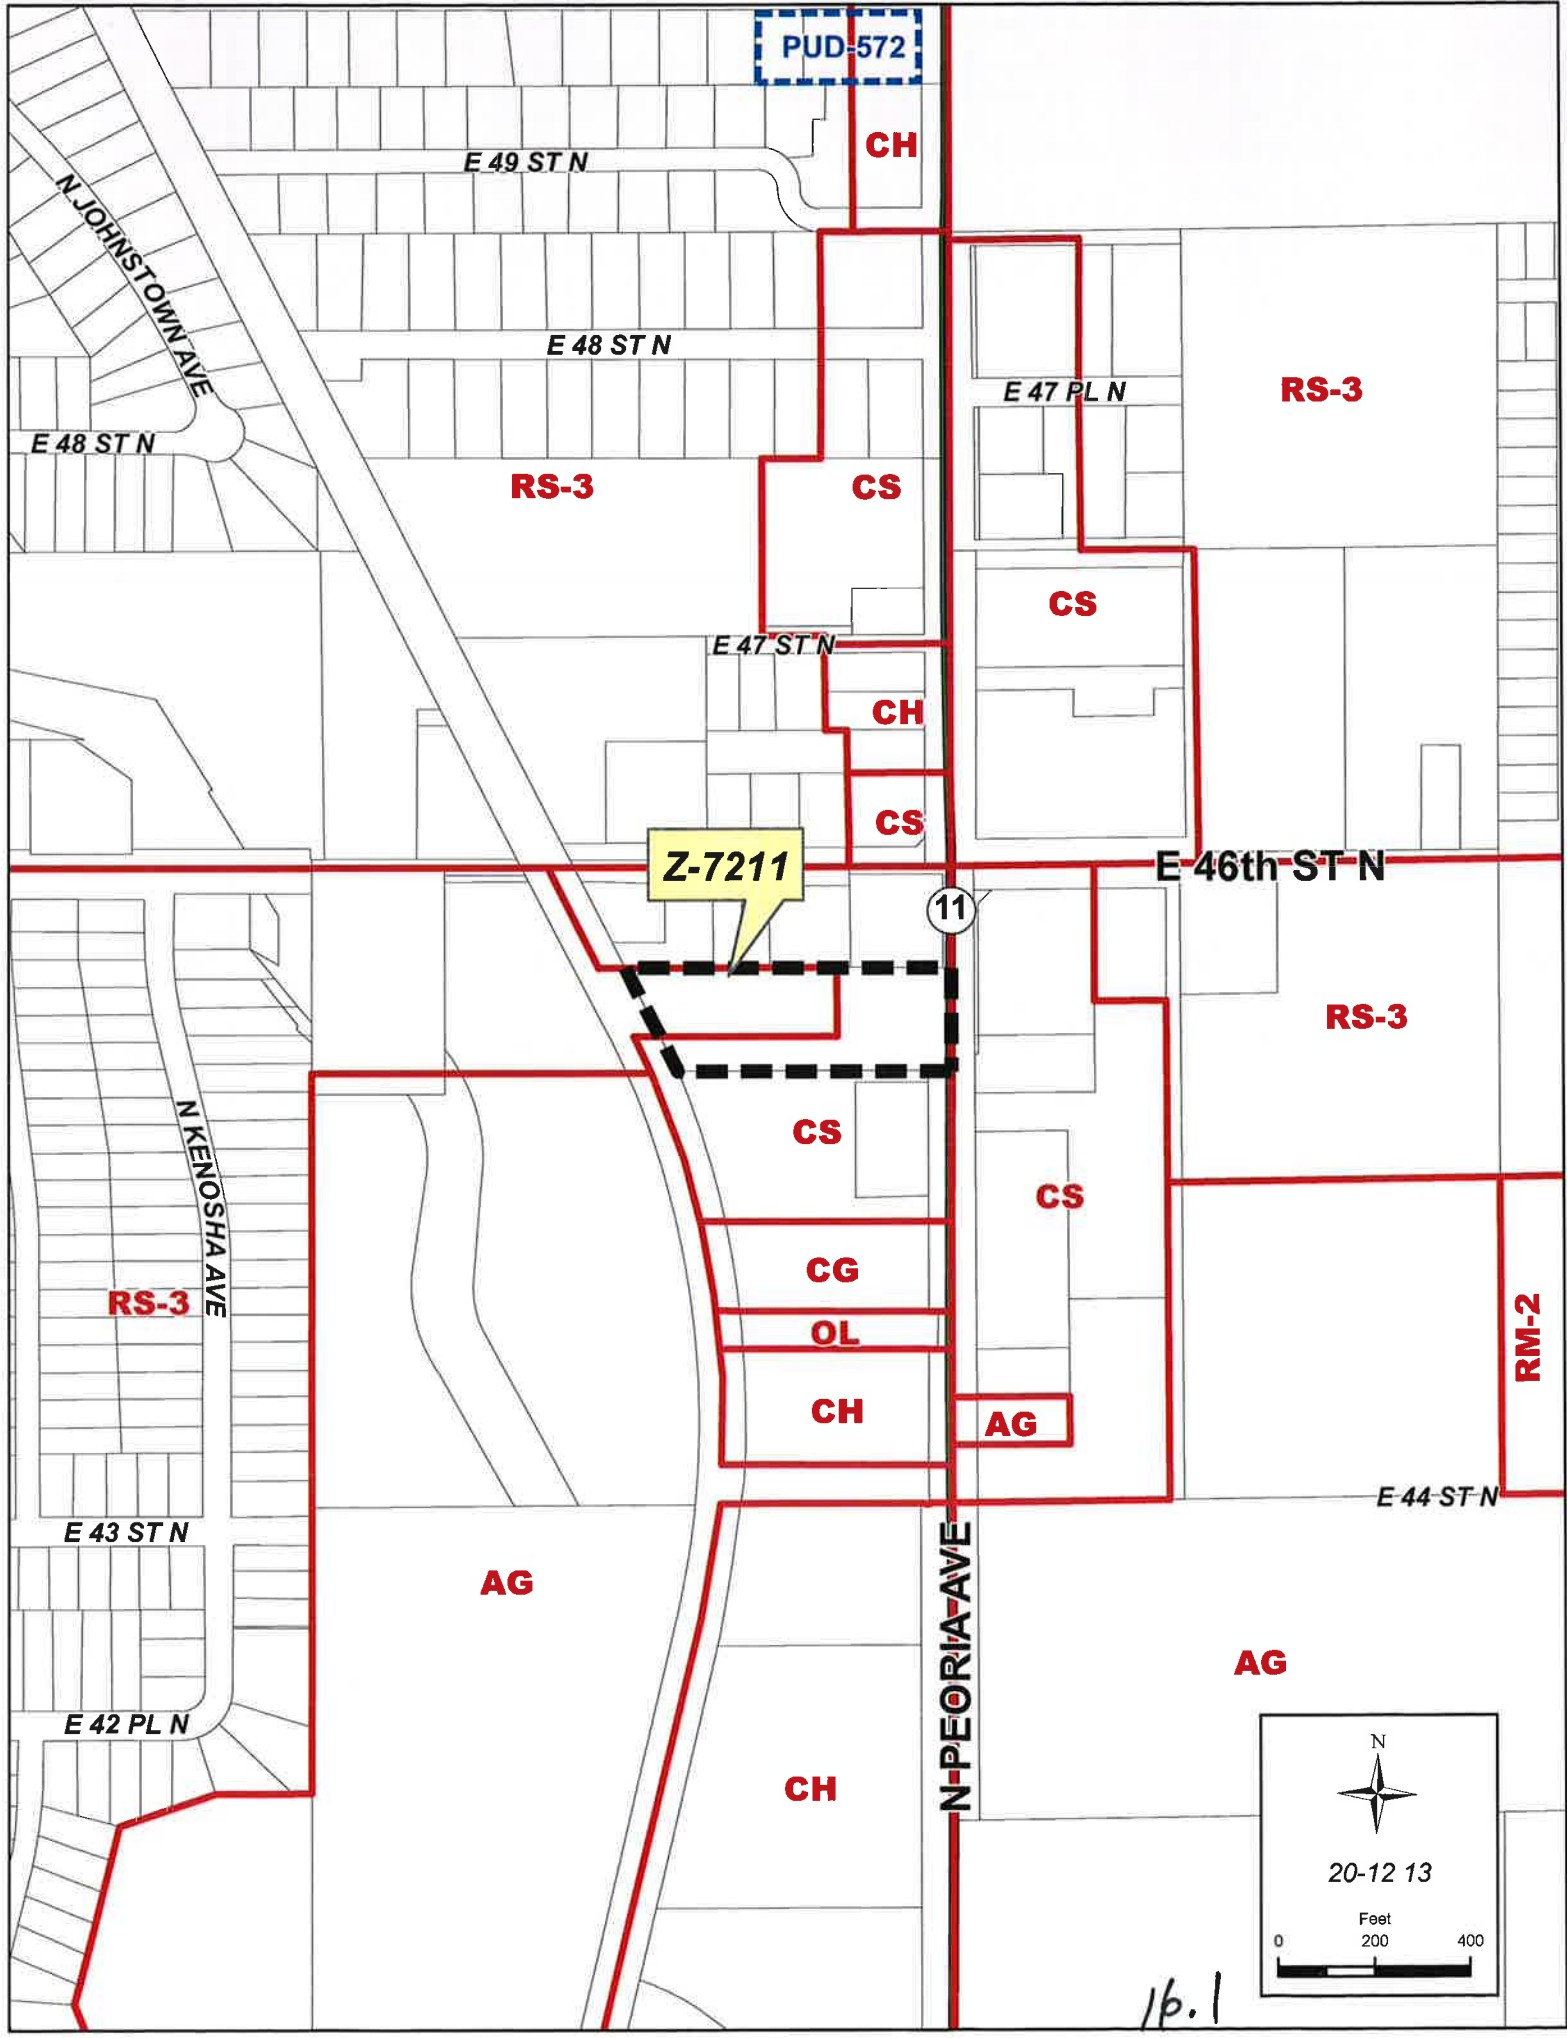 PUD-572
CH
E 49 ST N
N JOHNSTOWN AVE
E 48 ST N
E 47 PL N
RS-3
E 48 ST N
RS-3
CS
CS
E 47 ST N
CH
CS
Z-7211
E 46th ST N
11
RS-3
N KENOSHA AVE
CS
CS
CG
RS-3
OL
RM-2
CH
AG
E 44 ST N
E 43 ST N
AG
N PEORIA AVE
AG
E 42 PL N
CH
N
20-12 13
Feet
0 200 400
16.1